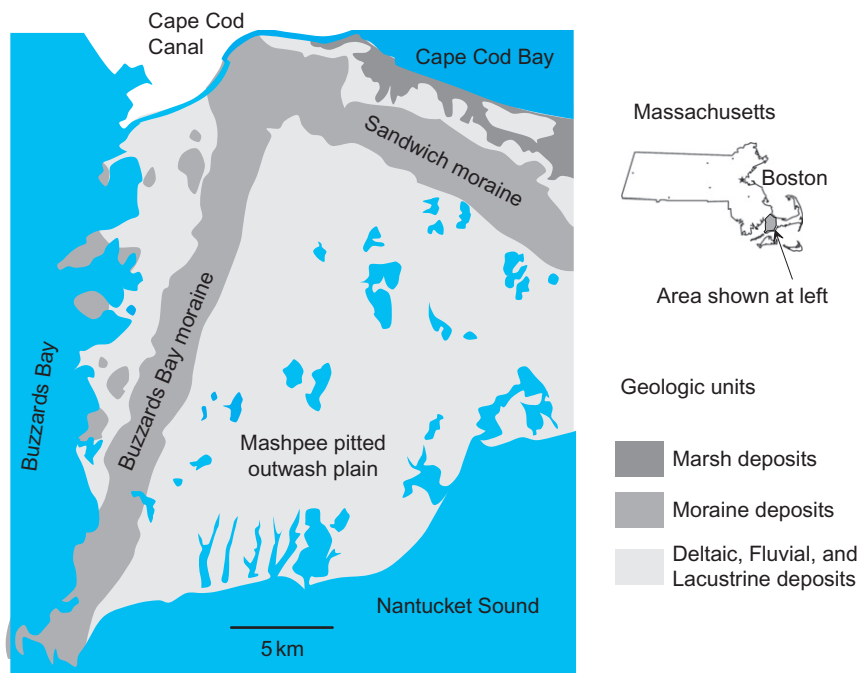 Cape Cod
Canal
Cape Cod Bay
Sandwich moraine
Buzzards Bay
Buzzards Bay moraine
Mashpee pitted
outwash plain
Nantucket Sound
5 km
Massachusetts
Boston
Area shown at left
Geologic units
Marsh deposits
Moraine deposits
Deltaic, Fluvial, and
Lacustrine deposits